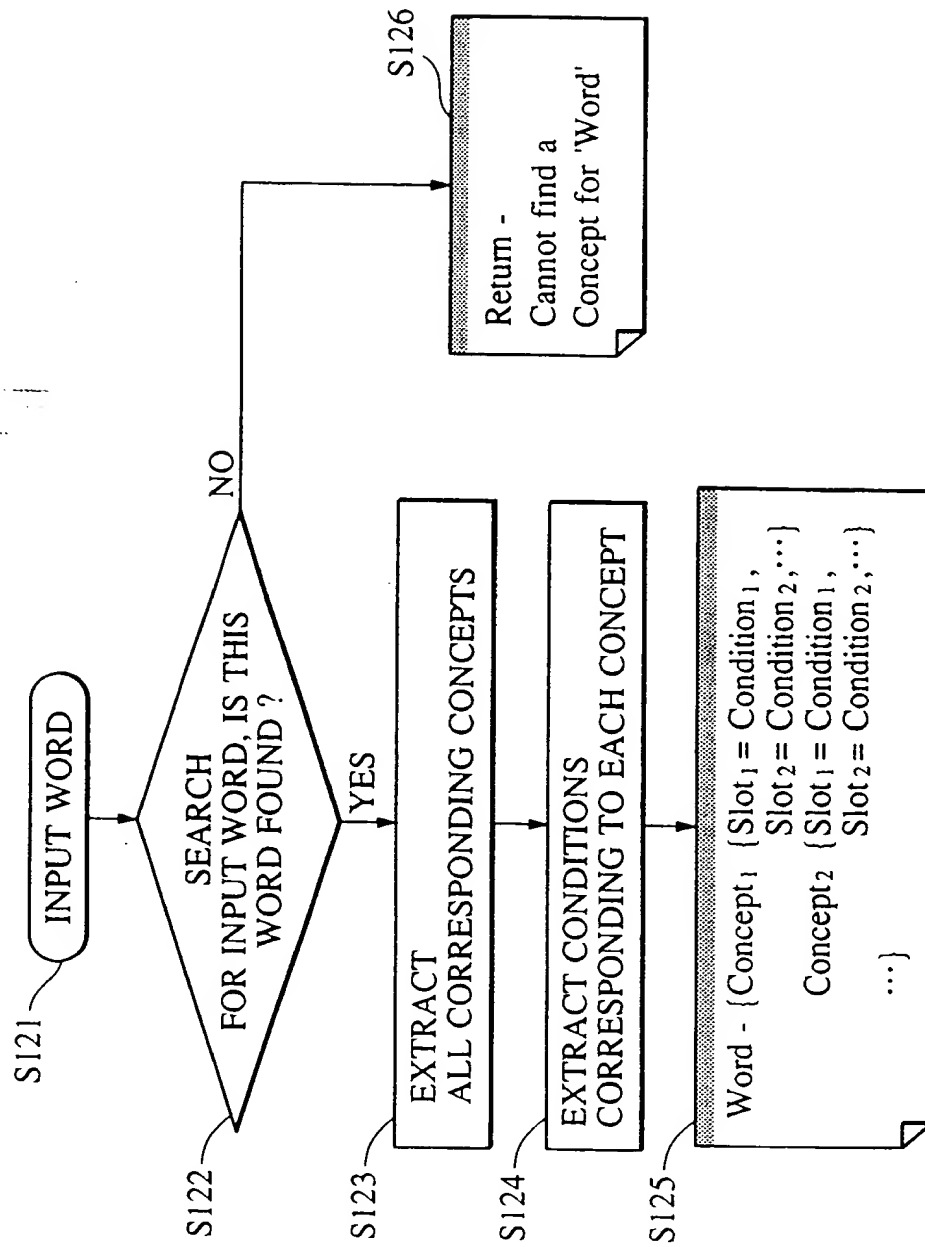 S121
INPUT WORD
S122
SEARCH
FOR INPUT WORD, IS THIS
WORD FOUND ?
NO
YES
S123
EXTRACT
ALL CORRESPONDING CONCEPTS
S124
EXTRACT CONDITIONS
CORRESPONDING TO EACH CONCEPT
S125
Word - {Concept₁ {Slot₁ = Condition₁,
Slot₂ = Condition₂,⋯}
Concept₂ {Slot₁ = Condition₁,
Slot₂ = Condition₂,⋯}
⋯}
S126
Return -
Cannot find a
Concept for 'Word'